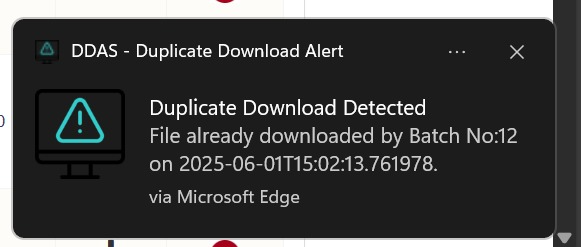 DDAS - Duplicate Download Alert
Duplicate Download Detected
File already downloaded by Batch No:12
on 2025-06-01T15:02:13.761978.
via Microsoft Edge